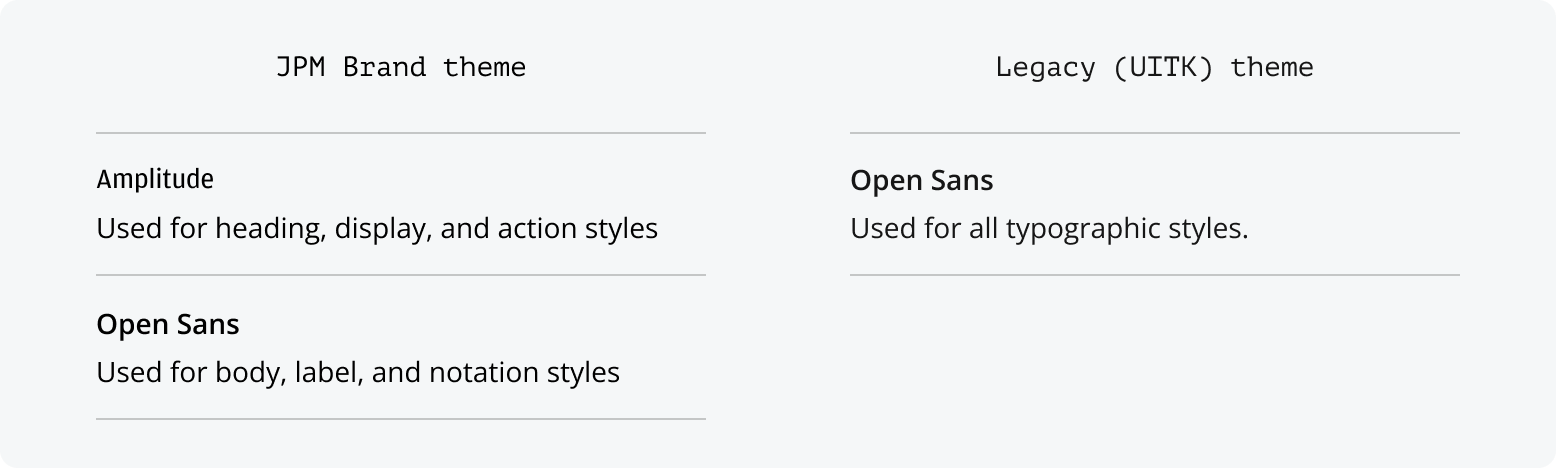 JPM Brand theme
Amplitude
Used for heading, display, and action styles
Open Sans
Used for body, label, and notation styles
Legacy (UITK) theme
Open Sans
Used for all typographic styles.